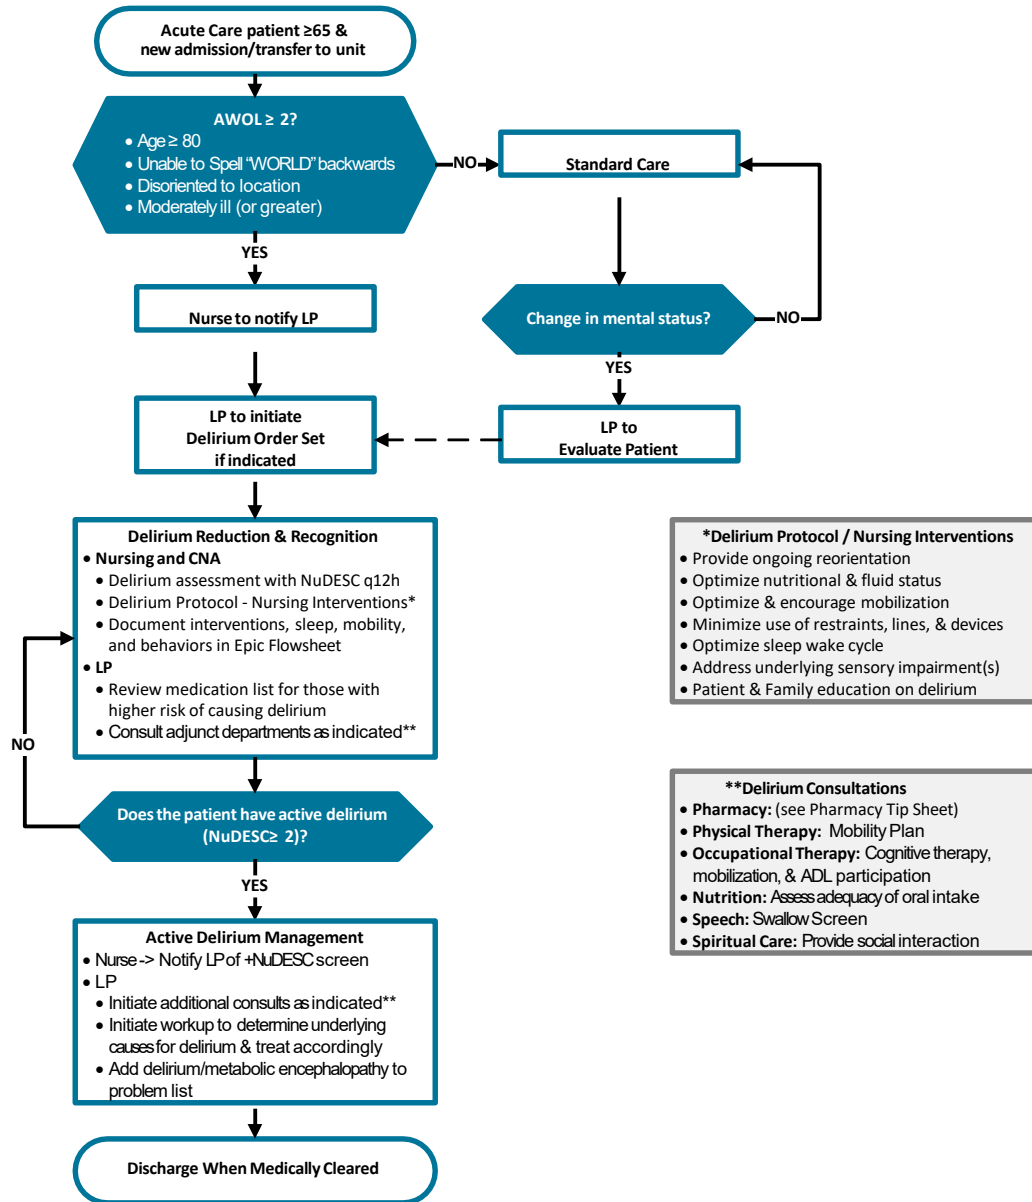 Acute Care patient ≥65 &
new admission/transfer to unit
AWOL ≥ 2?
• Age ≥ 80
• Unable to Spell “WORLD” backwards
• Disoriented to location
• Moderately ill (or greater)
NO
Standard Care
YES
Nurse to notify LP
Change in mental status?
NO
YES
LP to initiate
Delirium Order Set
if indicated
LP to
Evaluate Patient
Delirium Reduction & Recognition
• Nursing and CNA
• Delirium assessment with NuDESC q12h
• Delirium Protocol - Nursing Interventions*
• Document interventions, sleep, mobility,
and behaviors in Epic Flowsheet
• LP
• Review medication list for those with
higher risk of causing delirium
• Consult adjunct departments as indicated**
NO
Does the patient have active delirium
(NuDESC≥ 2)?
YES
Active Delirium Management
• Nurse -> Notify LP of +NuDESC screen
• LP
• Initiate additional consults as indicated**
• Initiate workup to determine underlying
causes for delirium & treat accordingly
• Add delirium/metabolic encephalopathy to
problem list
Discharge When Medically Cleared
*Delirium Protocol / Nursing Interventions
• Provide ongoing reorientation
• Optimize nutritional & fluid status
• Optimize & encourage mobilization
• Minimize use of restraints, lines, & devices
• Optimize sleep wake cycle
• Address underlying sensory impairment(s)
• Patient & Family education on delirium
**Delirium Consultations
• Pharmacy: (see Pharmacy Tip Sheet)
• Physical Therapy: Mobility Plan
• Occupational Therapy: Cognitive therapy,
mobilization, & ADL participation
• Nutrition: Assess adequacy of oral intake
• Speech: Swallow Screen
• Spiritual Care: Provide social interaction